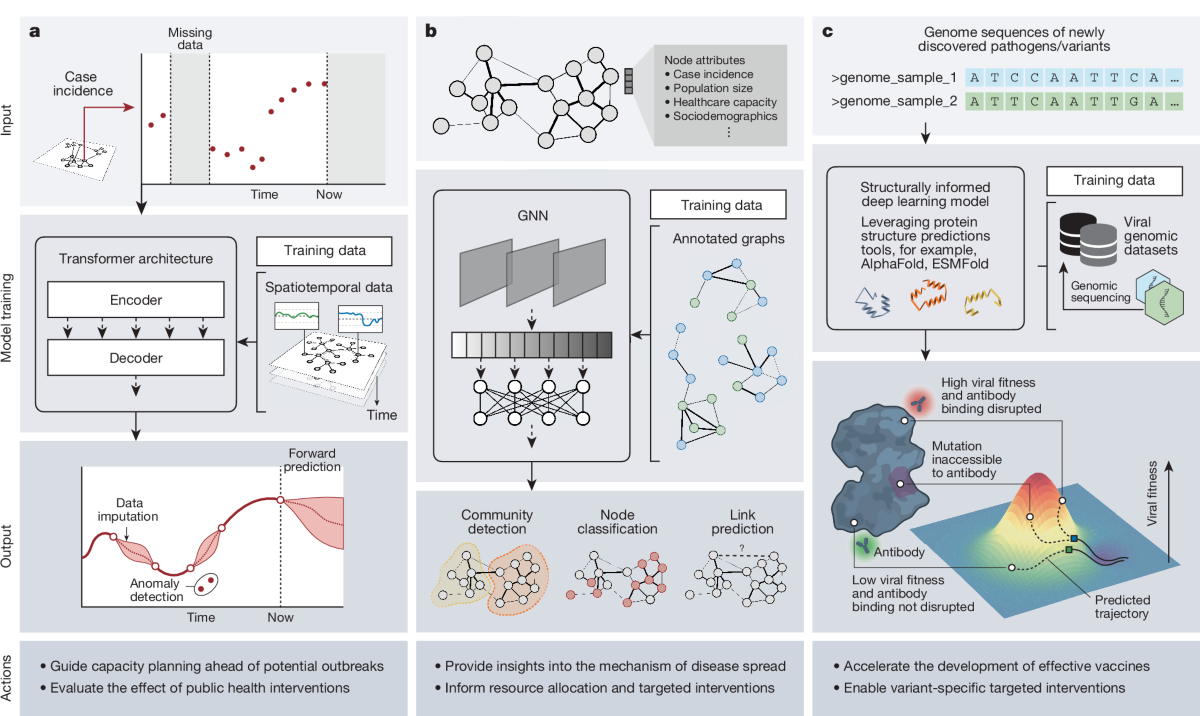 a
Missing
data
Case
incidence
Time
Now
Input
b
Node attributes
• Case incidence
• Population size
• Healthcare capacity
• Sociodemographics
⋮
c
Genome sequences of newly
discovered pathogens/variants
>genome_sample_1 A T C C A A T T C A ...
>genome_sample_2 A T T C A A T T G A ...
Model training
Transformer architecture
Encoder
Decoder
Training data
Spatiotemporal data
Time
GNN
Training data
Annotated graphs
Structurally informed
deep learning model
Leveraging protein
structure predictions
tools, for example,
AlphaFold, ESMFold
Training data
Viral
genomic
datasets
Genomic
sequencing
Output
Forward
prediction
Data
imputation
Anomaly
detection
Time
Now
Community
detection
Node
classification
Link
prediction
?
High viral fitness
and antibody
binding disrupted
Mutation
inaccessible
to antibody
Antibody
Low viral fitness
and antibody
binding not disrupted
Viral fitness
Predicted
trajectory
Actions
• Guide capacity planning ahead of potential outbreaks
• Evaluate the effect of public health interventions
• Provide insights into the mechanism of disease spread
• Inform resource allocation and targeted interventions
• Accelerate the development of effective vaccines
• Enable variant-specific targeted interventions